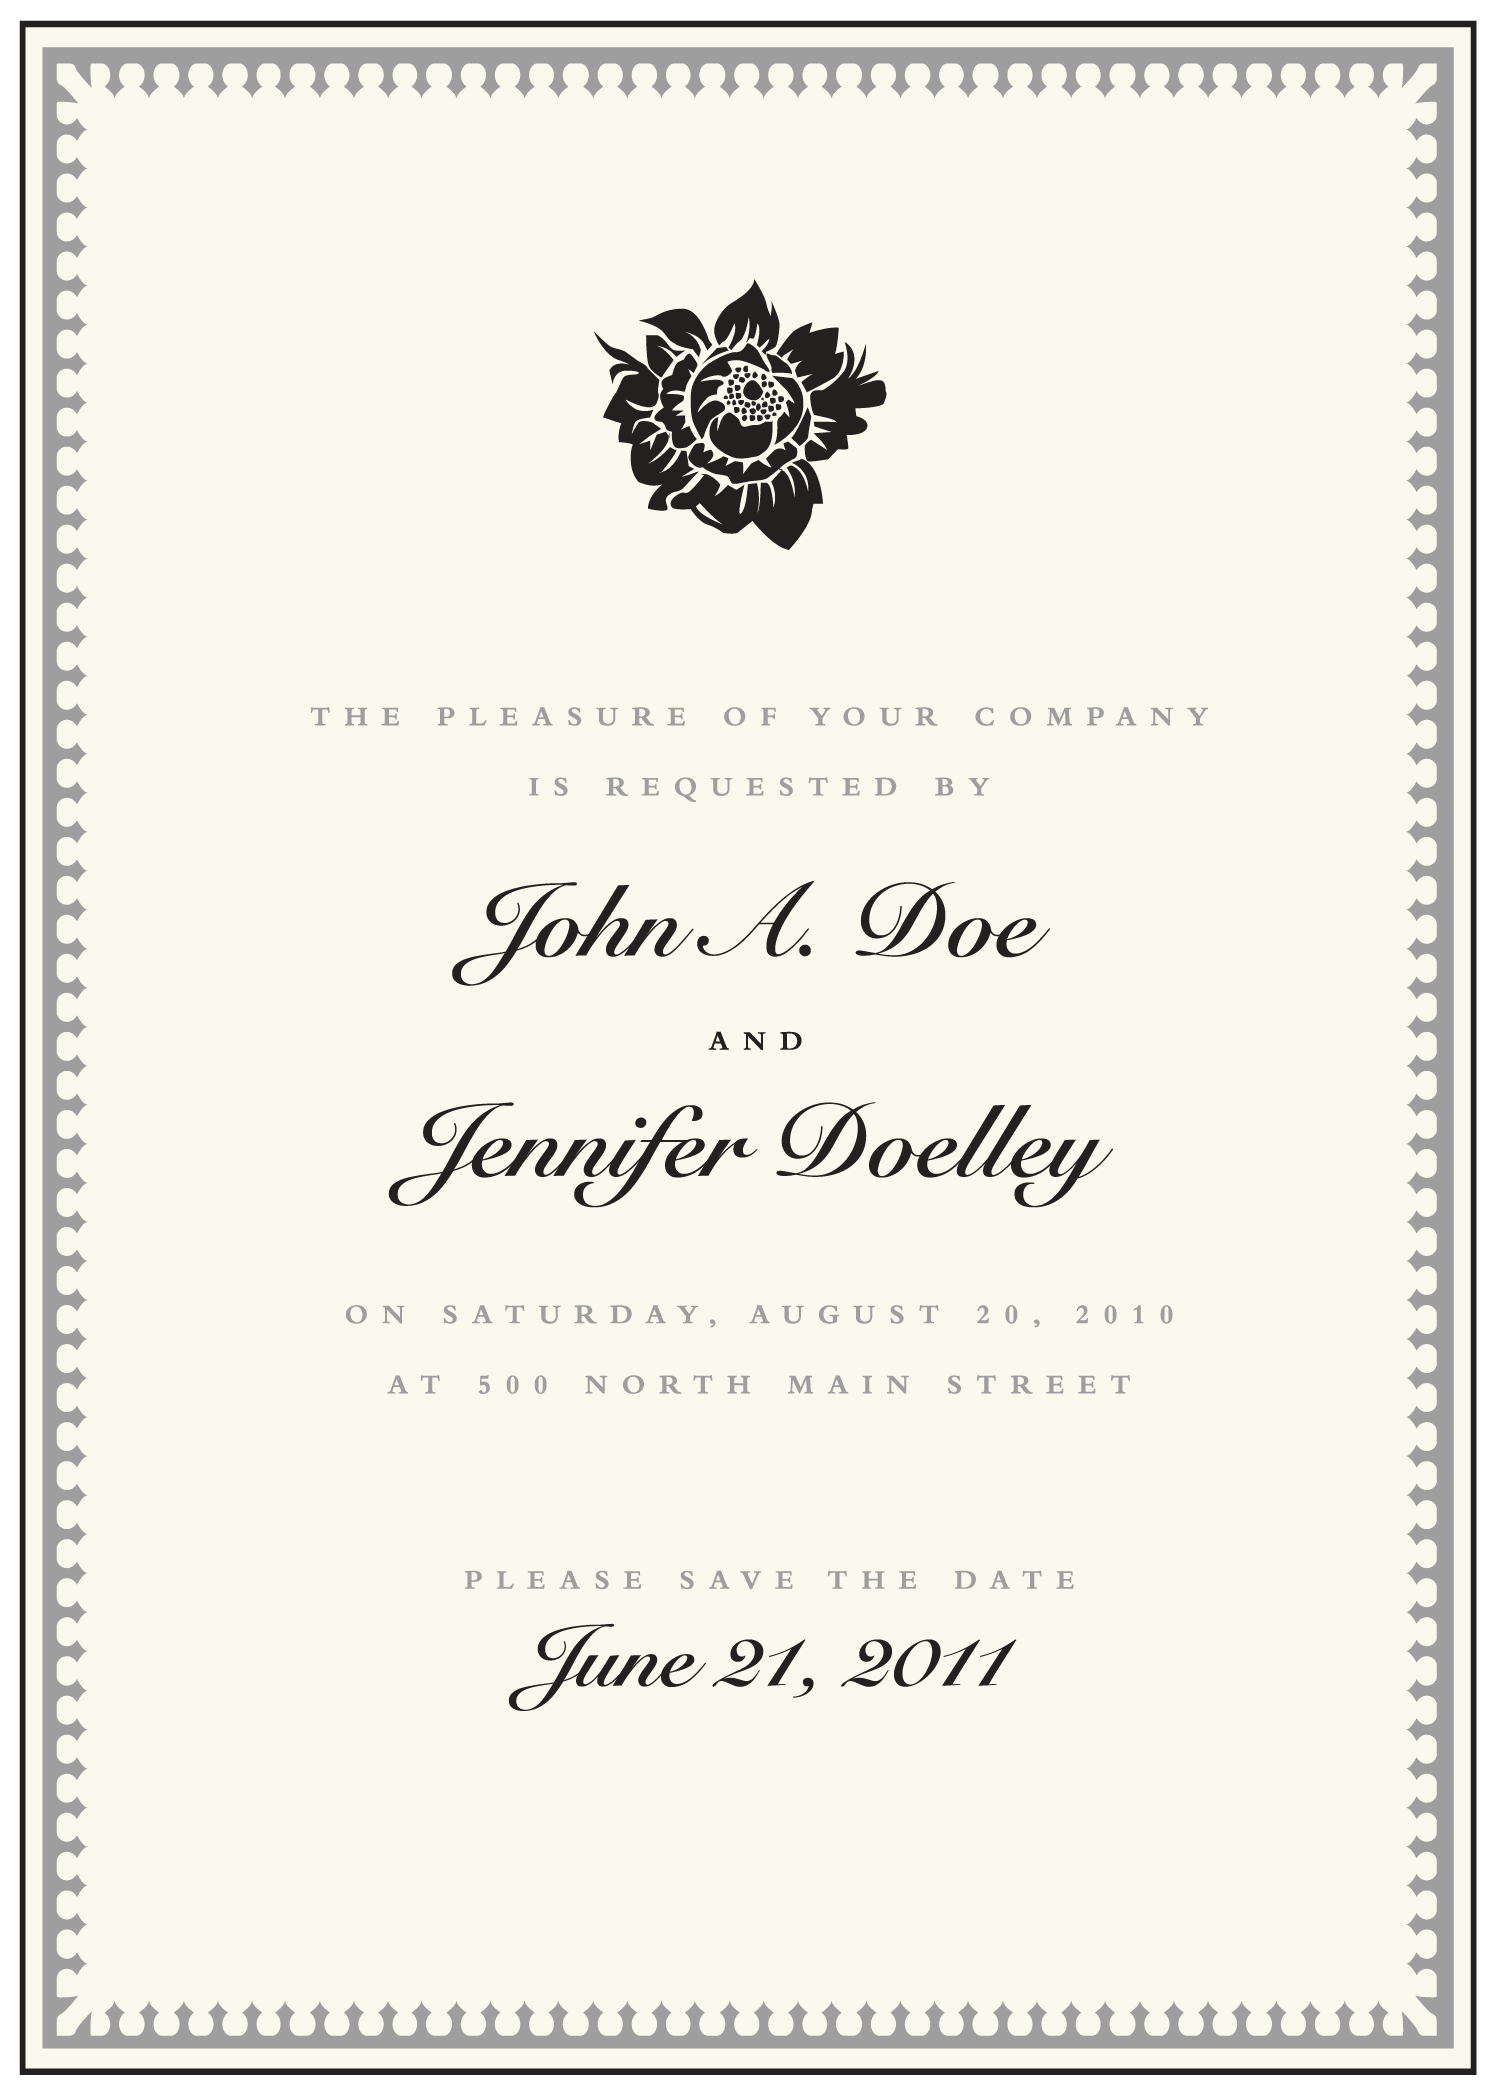 THE PLEASURE OF YOUR COMPANY
IS REQUESTED BY
John A. Doe
AND
Jennifer Doelley
ON SATURDAY, AUGUST 20, 2010
AT 500 NORTH MAIN STREET
PLEASE SAVE THE DATE
June 21, 2011